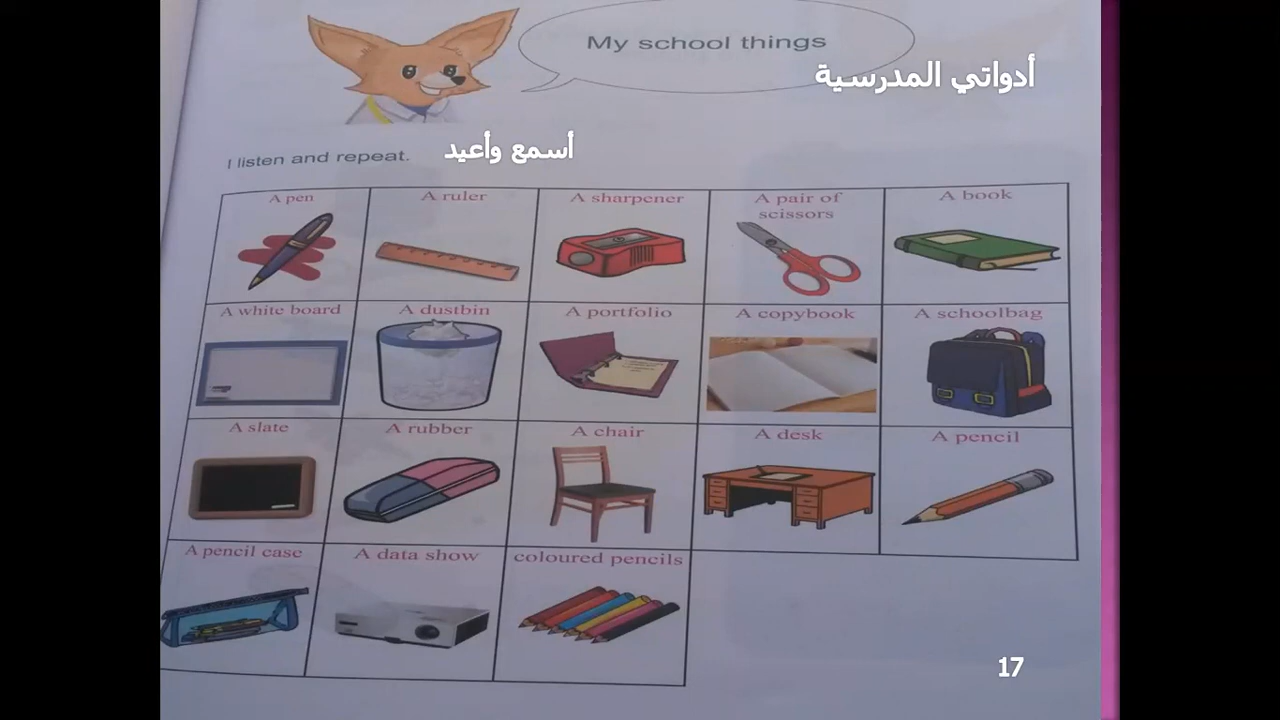 My school things
أدواتي المدرسية
I listen and repeat.
أسمع وأعيد
A pen
A ruler
A sharpener
A pair of
scissors
A book
A white board
A dustbin
A portfolio
A copybook
A schoolbag
A slate
A rubber
A chair
A desk
A pencil
A pencil case
A data show
coloured pencils
17